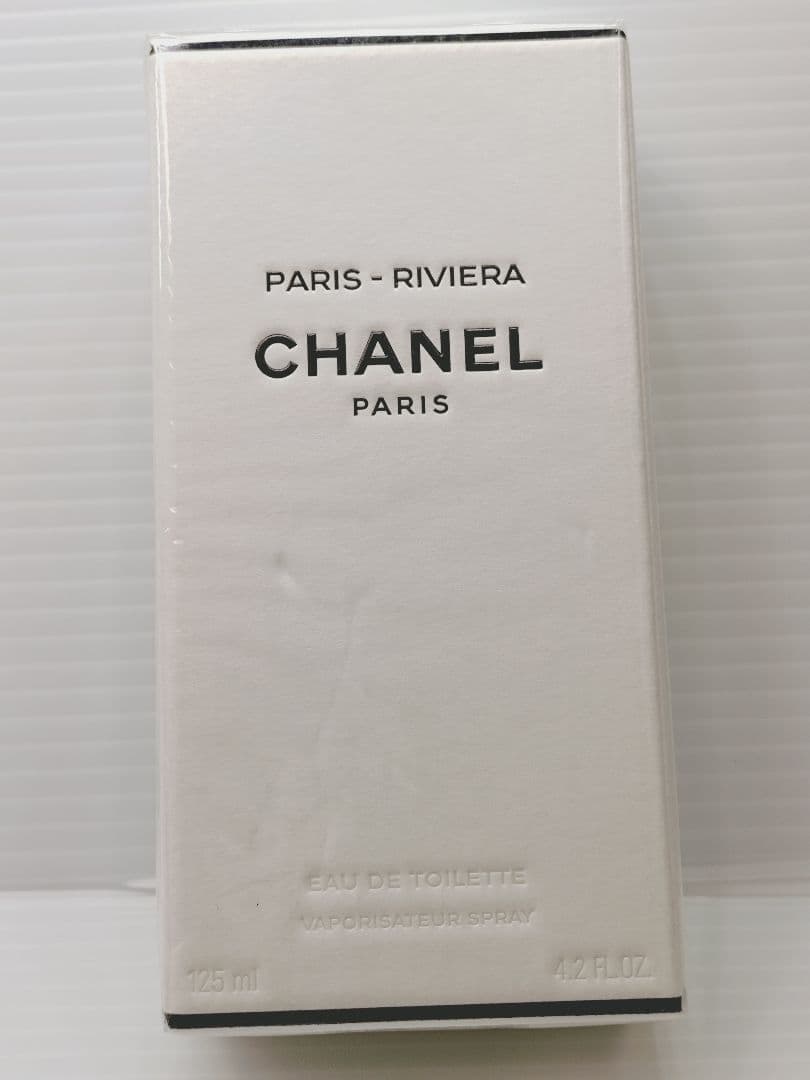 PARIS - RIVIERA
CHANEL
PARIS
EAU DE TOILETTE
VAPORISATEUR SPRAY
125 ml
4.2 FL.OZ.